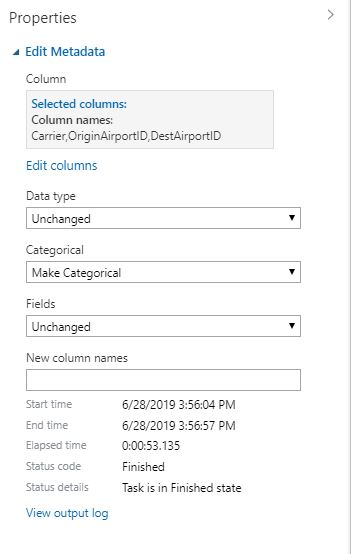 Properties
Edit Metadata
Column
Selected columns:
Column names:
Carrier,OriginAirportID,DestAirportID
Edit columns
Data type
Unchanged
Categorical
Make Categorical
Fields
Unchanged
New column names
Start time 6/28/2019 3:56:04 PM
End time 6/28/2019 3:56:57 PM
Elapsed time 0:00:53.135
Status code Finished
Status details Task is in Finished state
View output log